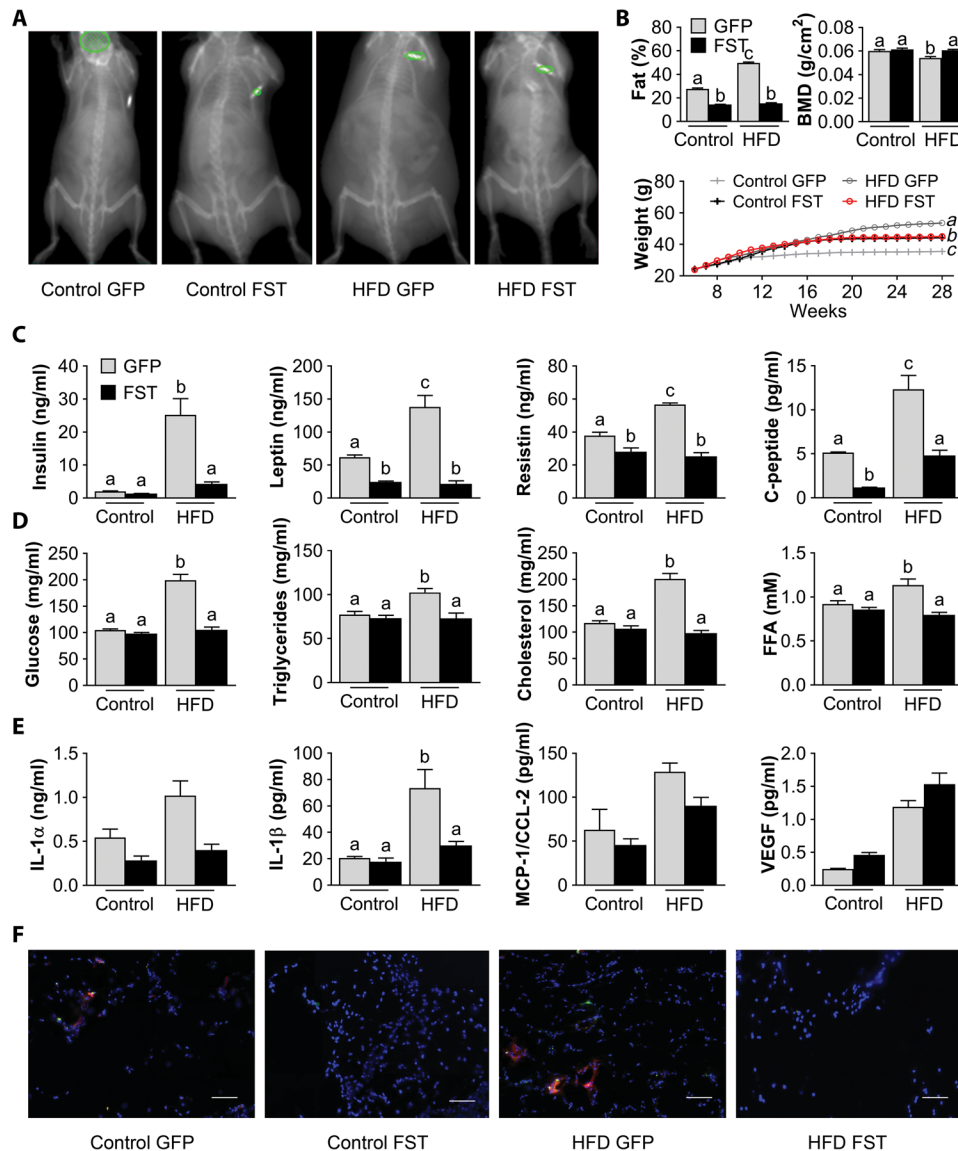 A
Control GFP
Control FST
HFD GFP
HFD FST
B
GFP
FST
Fat (%)
80
60
40
20
0
a
b
c
b
Control
HFD
BMD (g/cm²)
0.08
0.06
0.04
0.02
0.00
a
a
b
a
Control
HFD
Control GFP
HFD GFP
Control FST
HFD FST
Weight (g)
80
60
40
20
a
b
c
8
12
16
20
24
28
Weeks
C
GFP
FST
Insulin (ng/ml)
40
30
20
10
0
a
a
b
a
Control
HFD
Leptin (ng/ml)
200
150
100
50
0
a
b
c
b
Control
HFD
Resistin (ng/ml)
80
60
40
20
0
a
b
c
b
Control
HFD
C-peptide (pg/ml)
15
10
5
0
a
b
c
a
Control
HFD
D
Glucose (mg/ml)
250
200
150
100
50
0
a
a
b
a
Control
HFD
Triglycerides (mg/ml)
150
100
50
0
a
a
b
a
Control
HFD
Cholesterol (mg/ml)
250
200
150
100
50
0
a
a
b
a
Control
HFD
FFA (mM)
1.5
1.0
0.5
0.0
a
a
b
a
Control
HFD
E
IL-1α (ng/ml)
1.5
1.0
0.5
0.0
Control
HFD
IL-1β (pg/ml)
100
80
60
40
20
0
a
a
b
a
Control
HFD
MCP-1/CCL-2 (pg/ml)
150
100
50
0
Control
HFD
VEGF (pg/ml)
2.0
1.5
1.0
0.5
0.0
Control
HFD
F
Control GFP
Control FST
HFD GFP
HFD FST